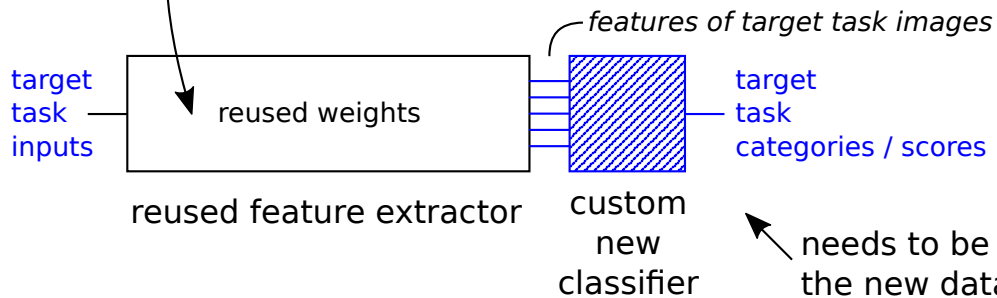 features of target task images
target
task
inputs
reused weights
target
task
categories / scores
reused feature extractor
custom
new
classifier
needs to be
the new data